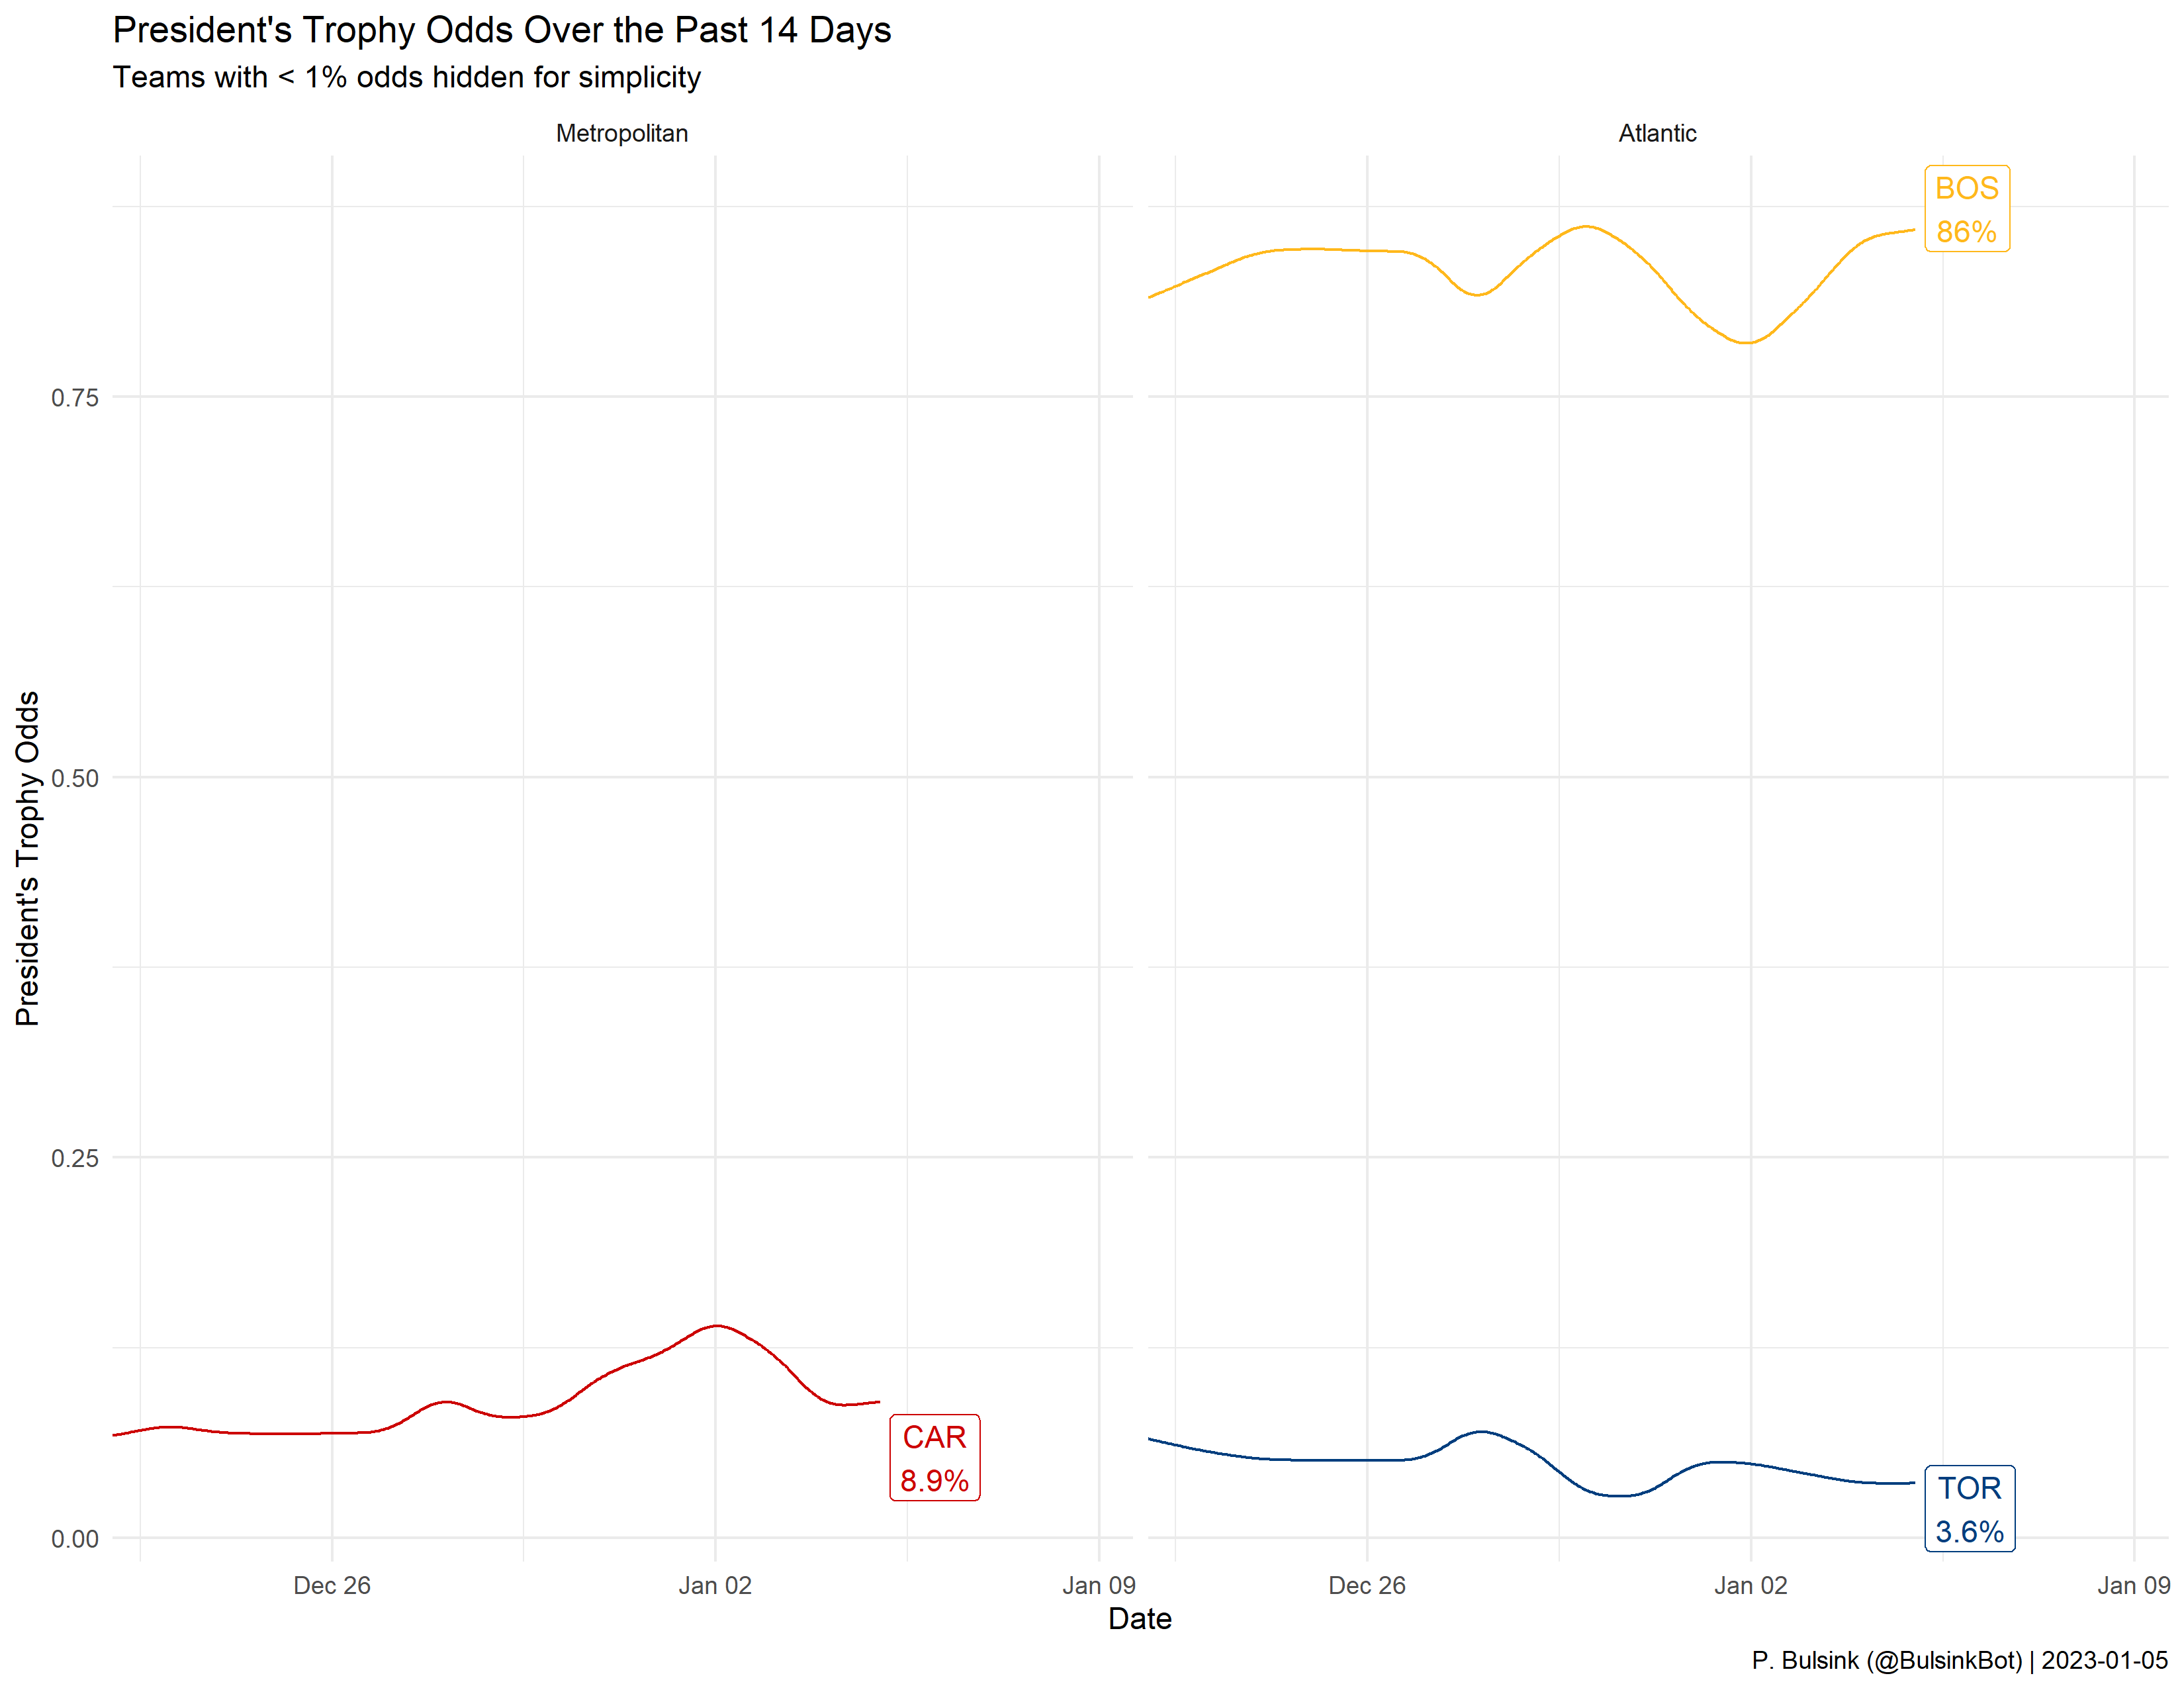 President's Trophy Odds Over the Past 14 Days
Teams with < 1% odds hidden for simplicity
Metropolitan
Atlantic
BOS
86%
0.75
0.50
0.25
0.00
President's Trophy Odds
CAR
8.9%
TOR
3.6%
Dec 26
Jan 02
Jan 09
Dec 26
Jan 02
Jan 09
Date
P. Bulsink (@BulsinkBot) | 2023-01-05